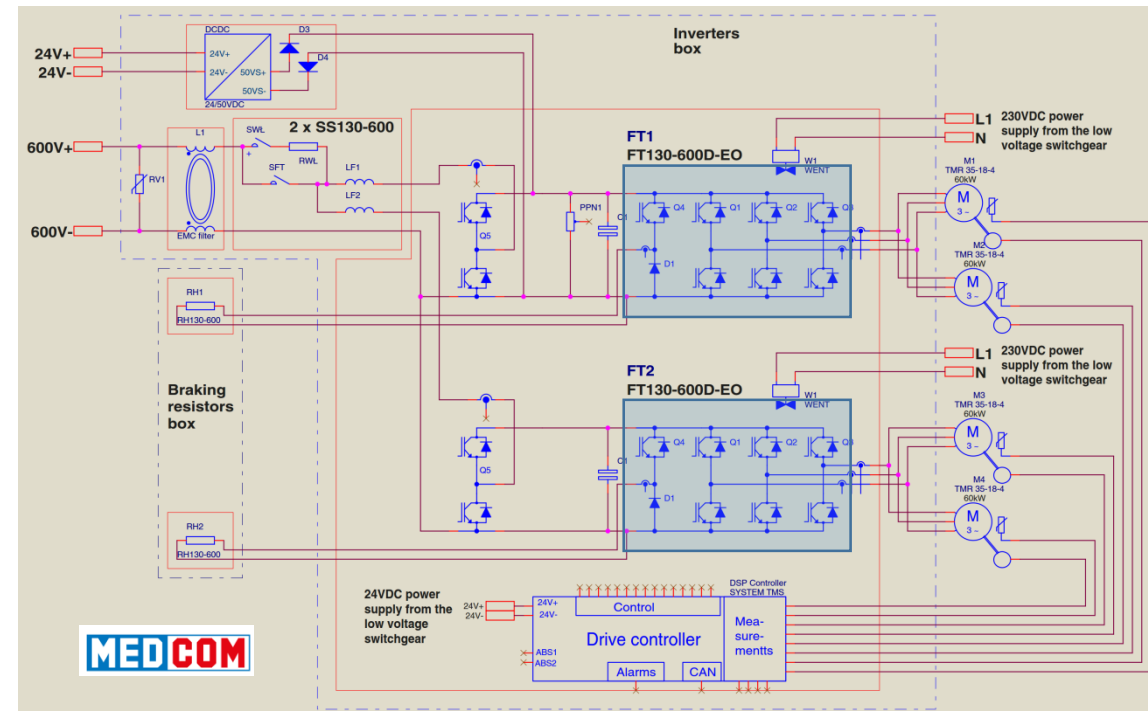 24V+
24V-
DCDC
24V+
24V-
50VS+
50VS-
24/50VDC
D3
D4
Inverters
box
600V+
600V-
RV1
L1
EMC filter
2 x SS130-600
SWŁ
+
RWL
SFT
LF1
LF2
Q5
PPN1
C1
FT1
FT130-600D-EO
W1
WENT
Q4
Q1
Q2
Q3
D1
L1
N
230VDC power
supply from the low
voltage switchgear
M1
TMR 35-18-4
60kW
M
3 ~
M2
TMR 35-18-4
60kW
M
3 ~
RH1
RH130-600
Braking
resistors
box
RH2
RH130-600
Q5
C1
FT2
FT130-600D-EO
W1
WENT
Q4
Q1
Q2
Q3
D1
L1
N
230VDC power
supply from the low
voltage switchgear
M3
TMR 35-18-4
60kW
M
3 ~
M4
TMR 35-18-4
60kW
M
3 ~
24VDC power
supply from the
low voltage
switchgear
24V+
24V-
24V+
24V-
ABS1
ABS2
Control
Drive controller
Alarms
CAN
DSP Controller
SYSTEM TMS
Mea-
sure-
mentts
MEDCOM